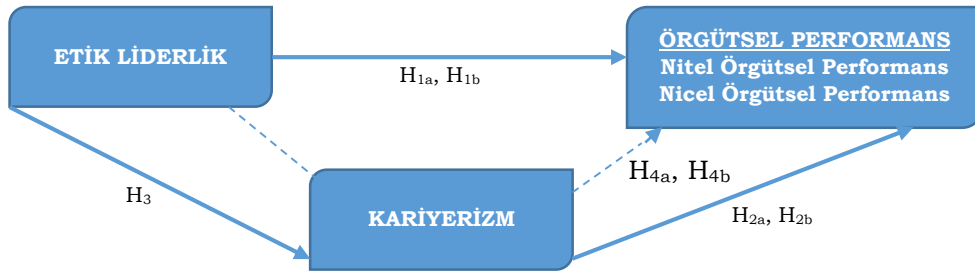 ETİK LİDERLİK
ÖRGÜTSEL PERFORMANS
Nitel Örgütsel Performans
Nicel Örgütsel Performans
H1a, H1b
H4a, H4b
H3
KARİYERİZM
H2a, H2b